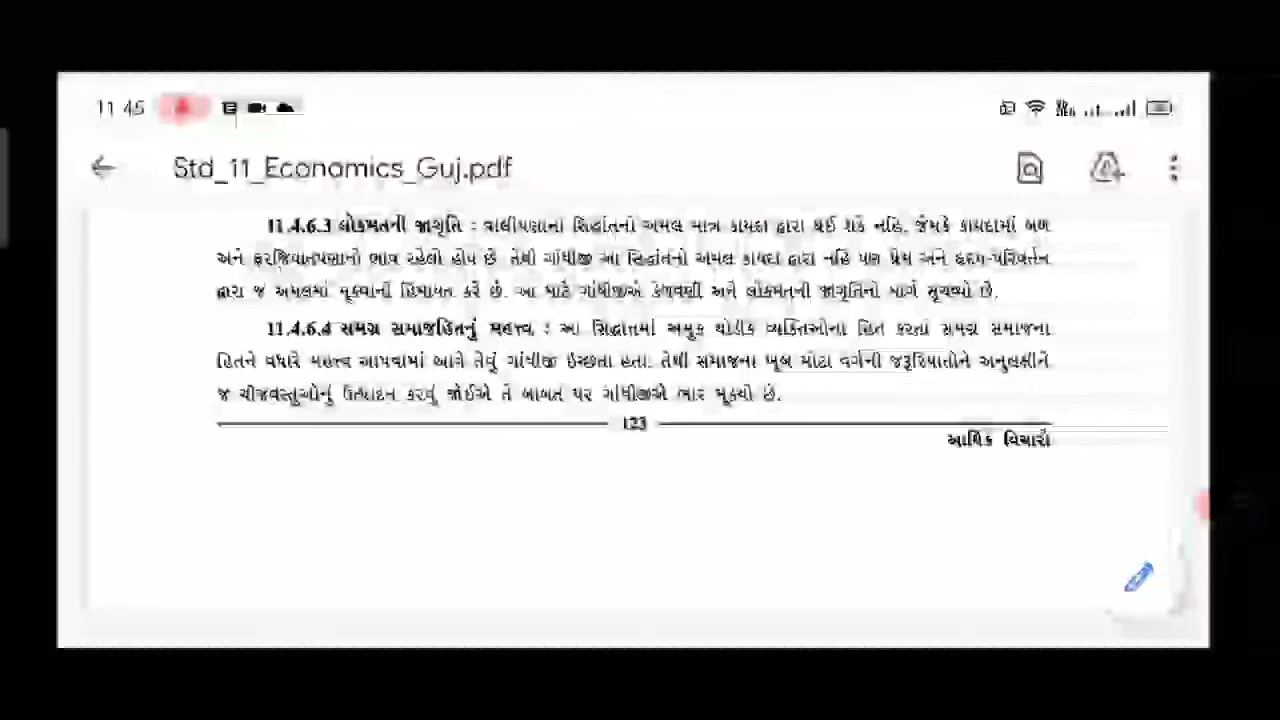 11 45
Std_11_Economics_Guj.pdf
11.4.6.3 લોકમતની જાગૃતિ : વાલીપણાના સિદ્ધાંતનો અમલ માત્ર કાયદા દ્વારા થઈ શકે નહિ. જેમકે કાયદામાં બળ
અને ફરજિયાતપણાનો ભાવ રહેલો હોય છે. તેથી ગાંધીજી આ સિદ્ધાંતનો અમલ કાયદા દ્વારા નહિ પણ પ્રેમ અને હૃદય-પરિવર્તન
દ્વારા જ અમલમાં મૂકવાની હિમાયત કરે છે. આ માટે ગાંધીજીએ કેળવણી અને લોકમતની જાગૃતિનો માર્ગ સૂચવ્યો છે.
11.4.6.4 સમગ્ર સમાજહિતનું મહત્ત્વ : આ સિદ્ધાંતમાં અમુક થોડીક વ્યક્તિઓના હિત કરતાં સમગ્ર સમાજના
હિતને વધારે મહત્ત્વ આપવામાં આવે તેવું ગાંધીજી ઇચ્છતા હતા. તેથી સમાજના ખૂબ મોટા વર્ગની જરૂરિયાતોને અનુલક્ષીને
જ ચીજવસ્તુઓનું ઉત્પાદન કરવું જોઈએ તે બાબત પર ગાંધીજીએ ભાર મૂક્યો છે.
123
આર્થિક વિચારો